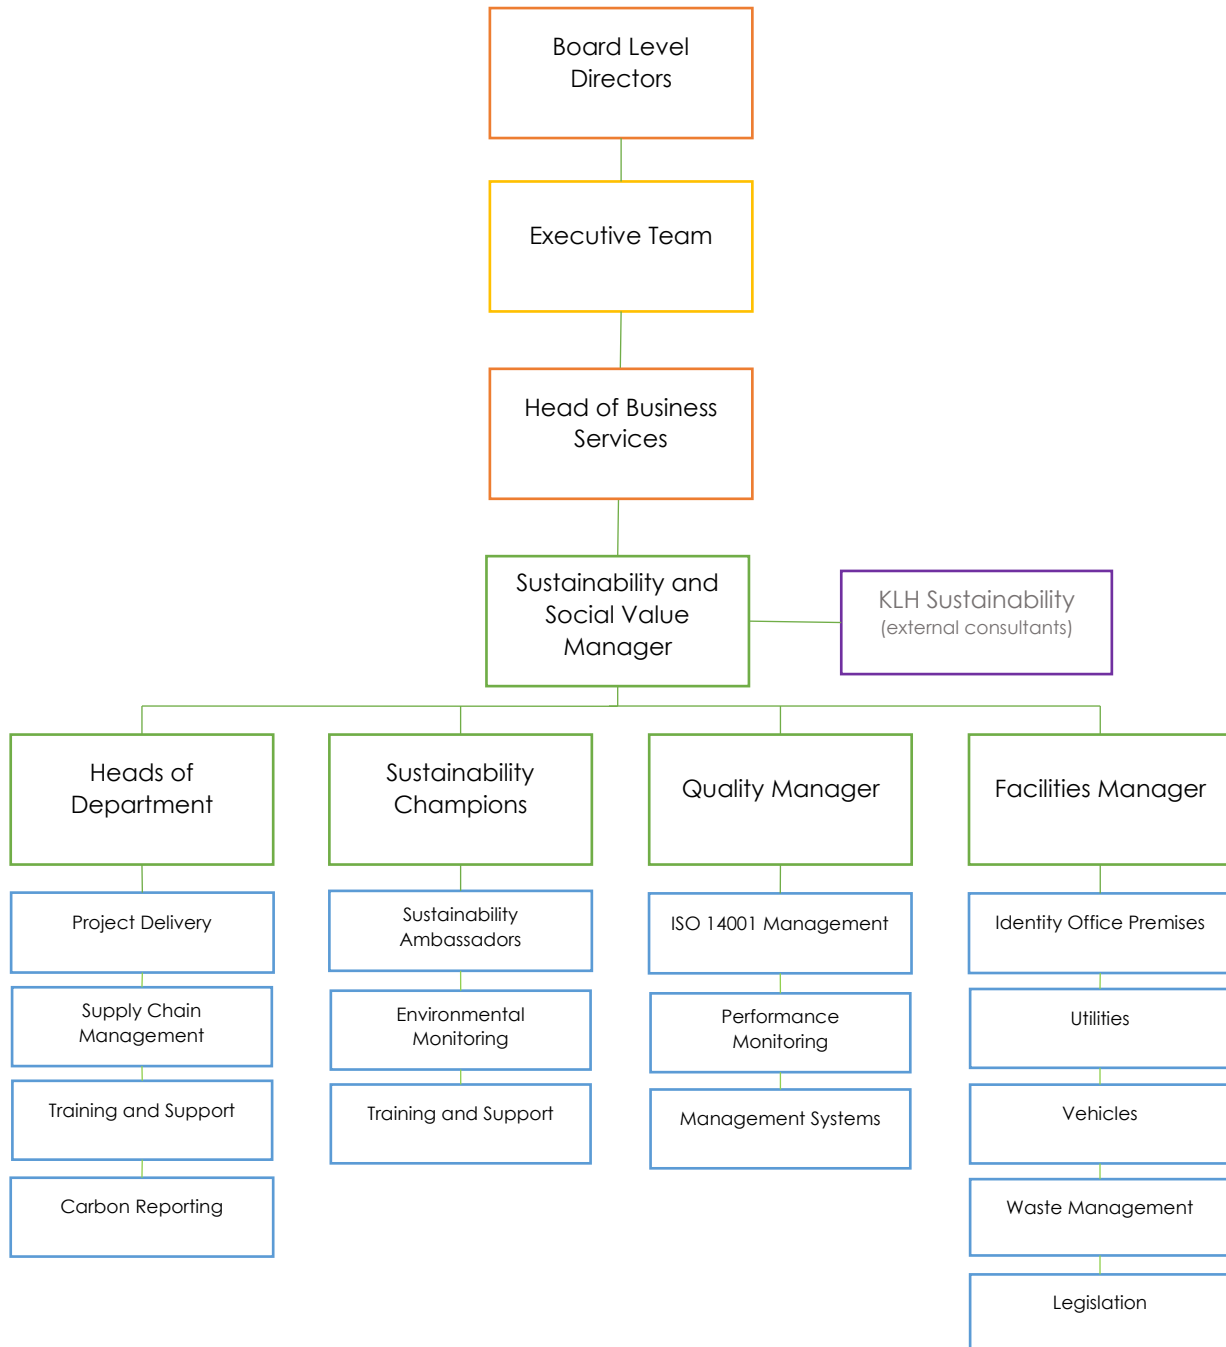 Board Level
Directors
Executive Team
Head of Business
Services
Sustainability and
Social Value
Manager
KLH Sustainability
(external consultants)
Heads of
Department
Sustainability
Champions
Quality Manager
Facilities Manager
Project Delivery
Sustainability
Ambassadors
ISO 14001 Management
Identity Office Premises
Supply Chain
Management
Environmental
Monitoring
Performance
Monitoring
Utilities
Training and Support
Training and Support
Management Systems
Vehicles
Carbon Reporting
Waste Management
Legislation